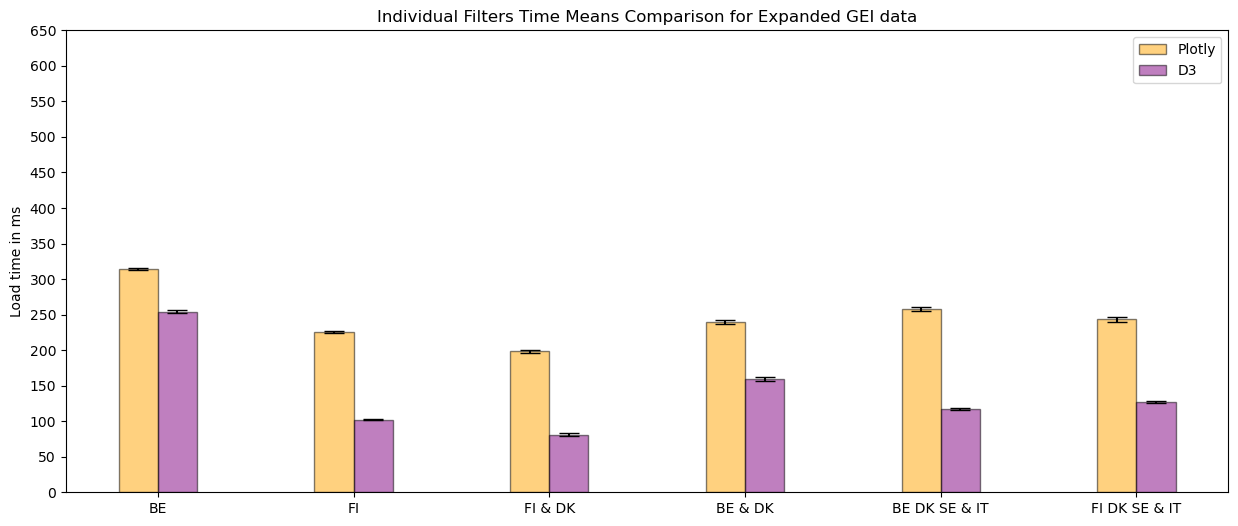 Individual Filters Time Means Comparison for Expanded GEI data
Plotly
D3
Load time in ms
650
600
550
500
450
400
350
300
250
200
150
100
50
0
BE
FI
FI & DK
BE & DK
BE DK SE & IT
FI DK SE & IT